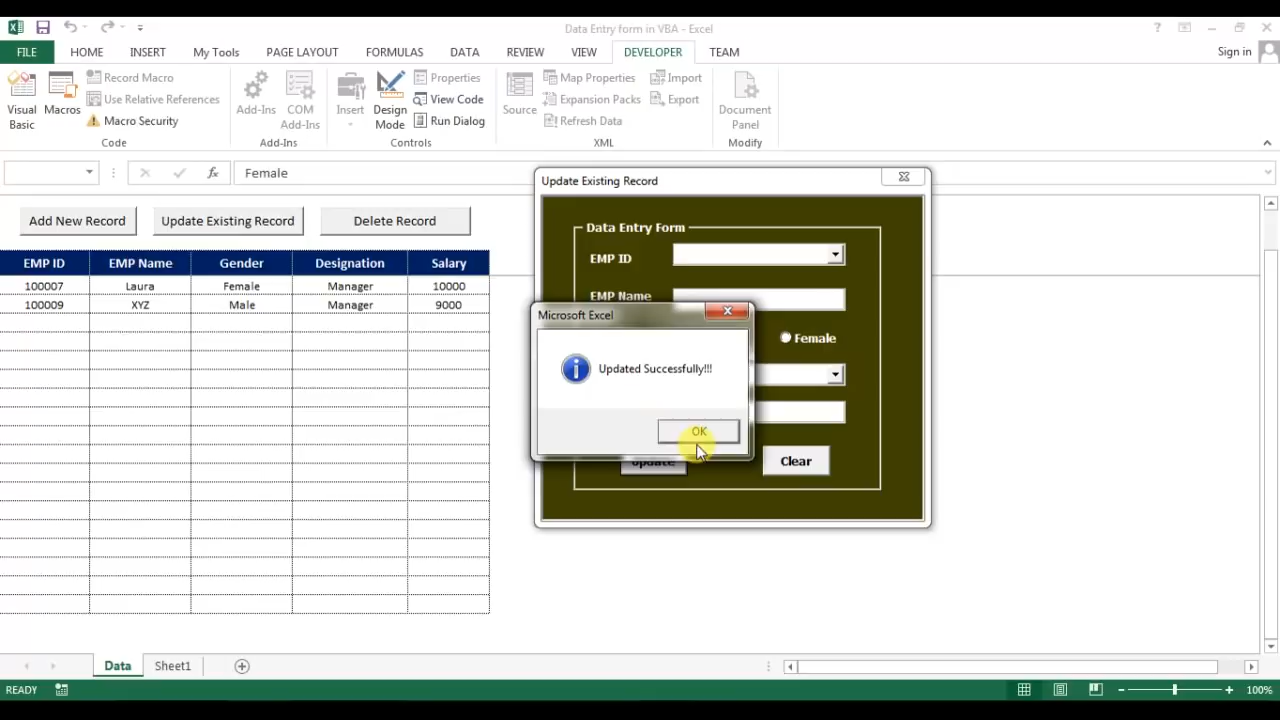 Data Entry form in VBA - Excel
?
FILE
HOME
INSERT
My Tools
PAGE LAYOUT
FORMULAS
DATA
REVIEW
VIEW
DEVELOPER
TEAM
Sign in
Visual Basic
Macros
Record Macro
Use Relative References
Macro Security
Code
Add-Ins
COM Add-Ins
Add-Ins
Insert
Design Mode
Properties
View Code
Run Dialog
Controls
Source
Map Properties
Expansion Packs
Refresh Data
Import
Export
XML
Document Panel
Modify
fx
Female
Add New Record
Update Existing Record
Delete Record
EMP ID EMP Name Gender Designation Salary
100007 Laura Female Manager 10000
100009 XYZ Male Manager 9000
Update Existing Record
Data Entry Form
EMP ID
EMP Name
Female
Update
Clear
Microsoft Excel
Updated Successfully!!!
OK
Data
Sheet1
READY
100%